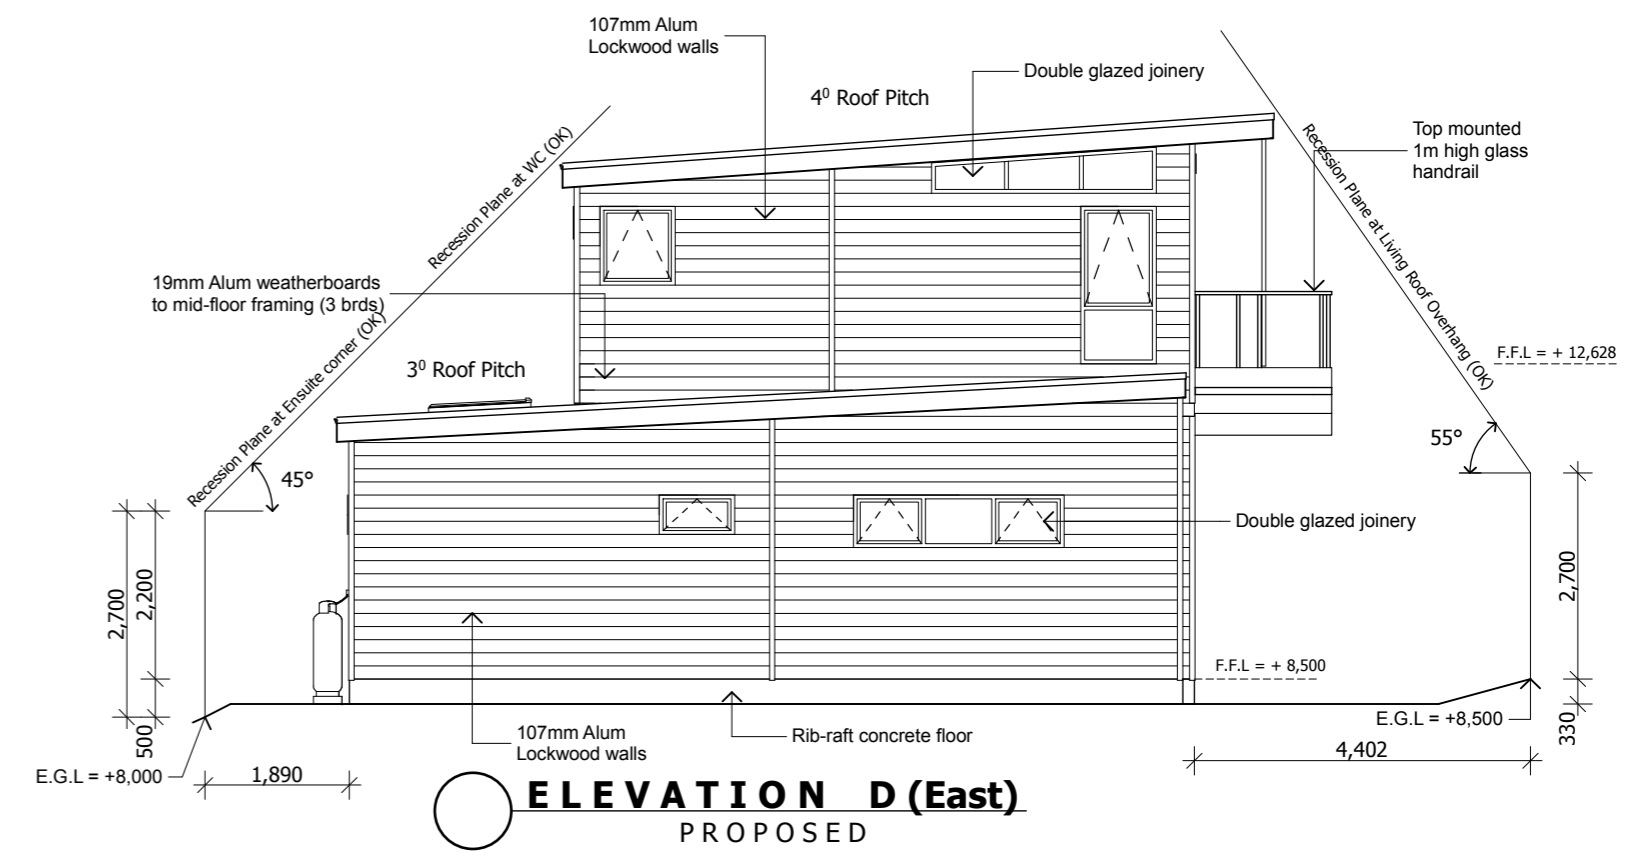 107mm Alum
Lockwood walls
Double glazed joinery
4⁰ Roof Pitch
Top mounted
1m high glass
handrail
Recession Plane at WC (OK)
Recession Plane at Living Roof Overhang (OK)
19mm Alum weatherboards
to mid-floor framing (3 brds)
Recession Plane at Ensuite corner (OK)
3⁰ Roof Pitch
F.F.L = + 12,628
55°
45°
Double glazed joinery
2,700
2,200
2,700
F.F.L = + 8,500
107mm Alum
Lockwood walls
Rib-raft concrete floor
E.G.L = +8,500
330
500
4,402
E.G.L = +8,000
1,890
ELEVATION D (East)
PROPOSED